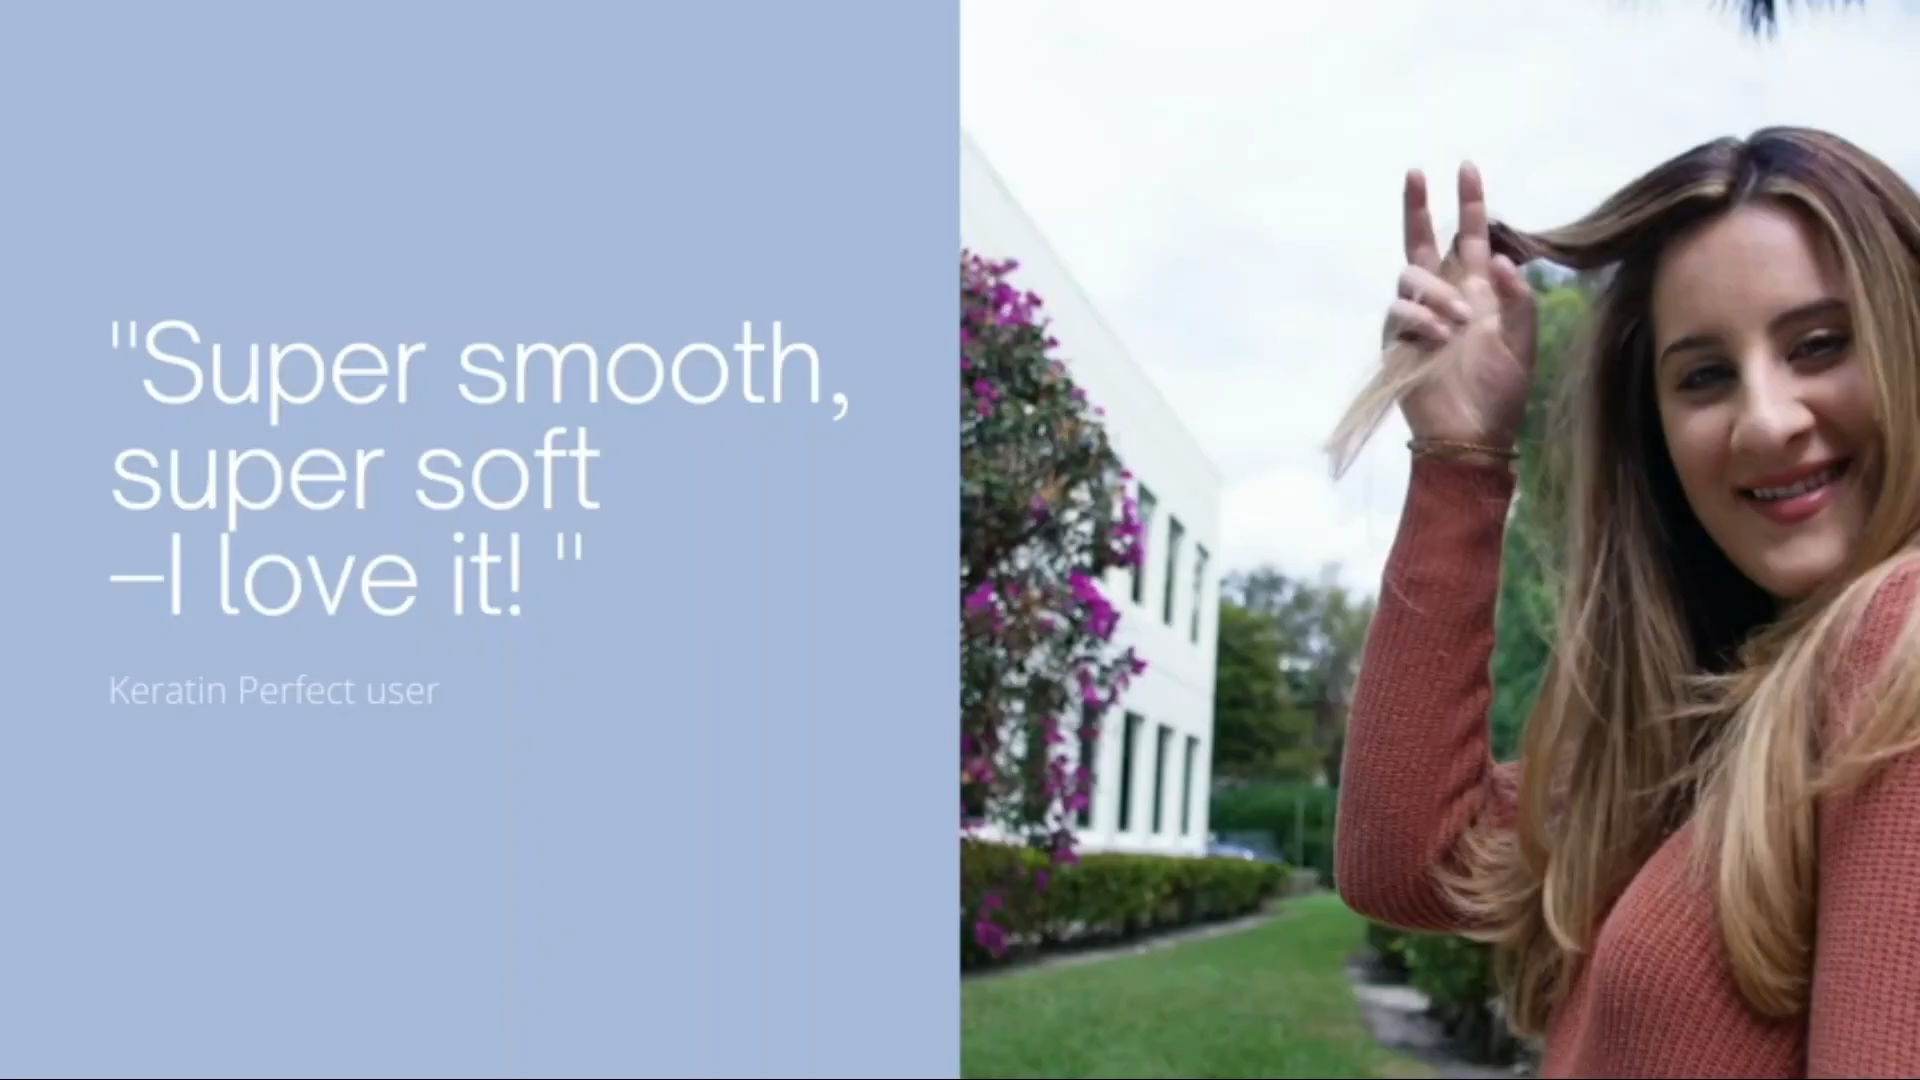 "Super smooth,
super soft
–I love it! "
Keratin Perfect user